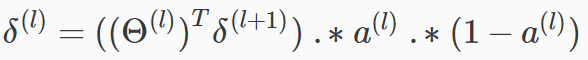 δ^{(l)} = ((Θ^{(l)})^T δ^{(l+1)}) .* a^{(l)} .* (1 − a^{(l)})